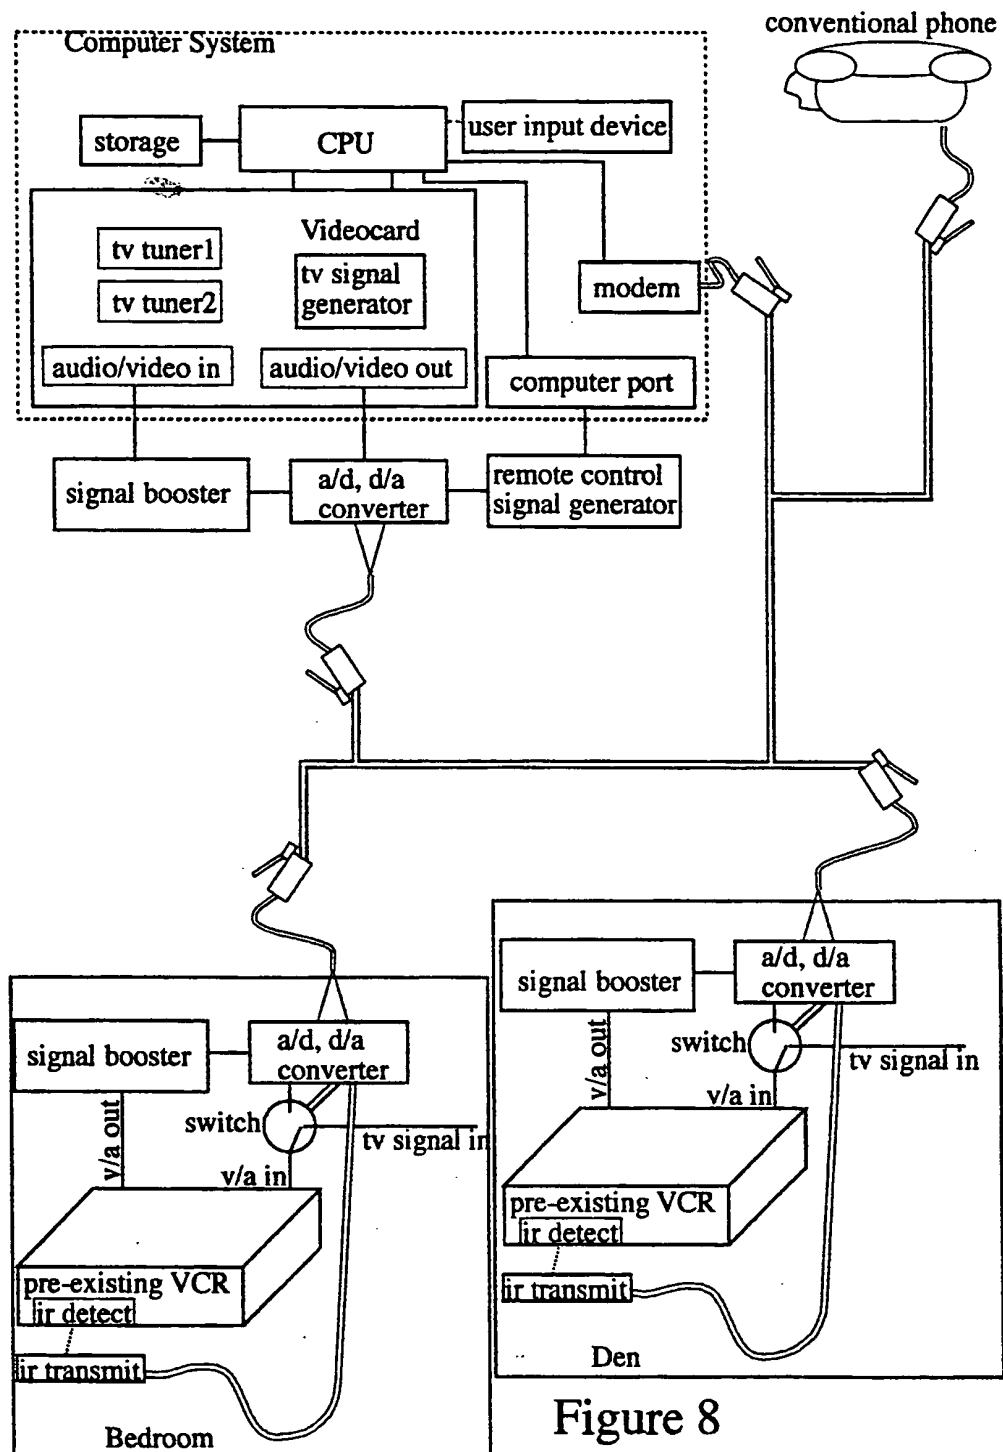 conventional phone
Computer System
storage
CPU
user input device
Videocard
tv tuner1
tv tuner2
tv signal
generator
modem
audio/video in
audio/video out
computer port
signal booster
a/d, d/a
converter
remote control
signal generator
signal booster
a/d, d/a
converter
switch
tv signal in
v/a out
v/a in
pre-existing VCR
ir detect
ir transmit
Den
signal booster
a/d, d/a
converter
switch
tv signal in
v/a out
v/a in
pre-existing VCR
ir detect
ir transmit
Bedroom
Figure 8